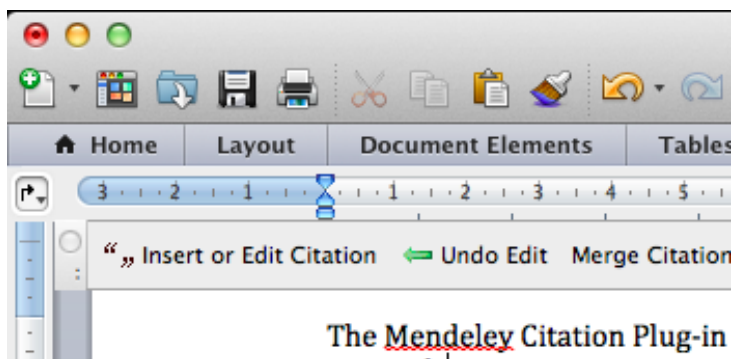 Home Layout Document Elements Tables
3 2 1 1 2 3 4 5
“ „ Insert or Edit Citation Undo Edit Merge Citation
The Mendeley Citation Plug-in